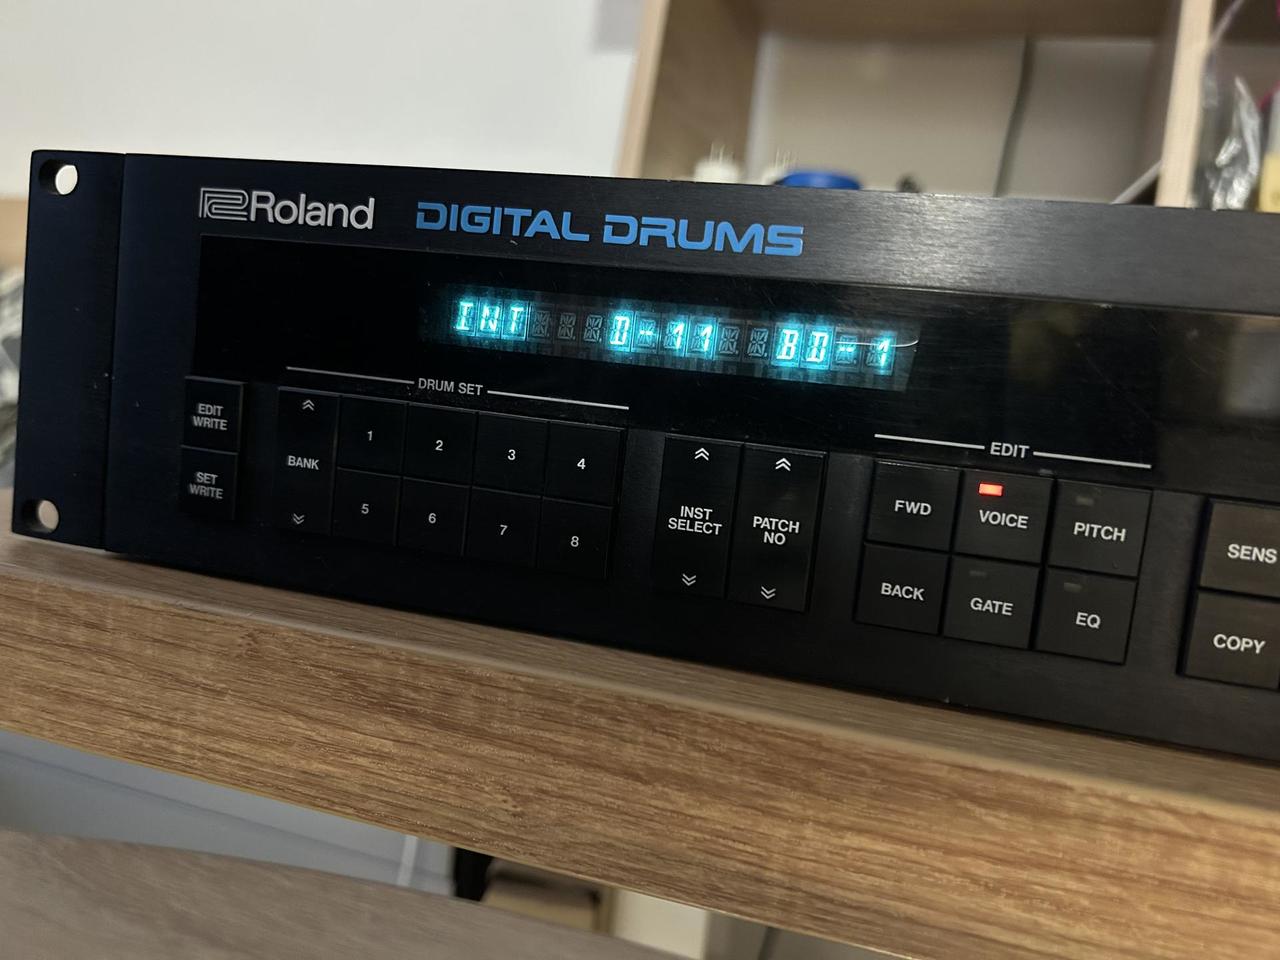 Roland DIGITAL DRUMS
INT D-11 BD-1
DRUM SET
EDIT
WRITE
SET
WRITE
BANK
1 2 3 4
5 6 7 8
INST
SELECT
PATCH
NO
EDIT
FWD VOICE PITCH
BACK GATE EQ
SENS
COPY